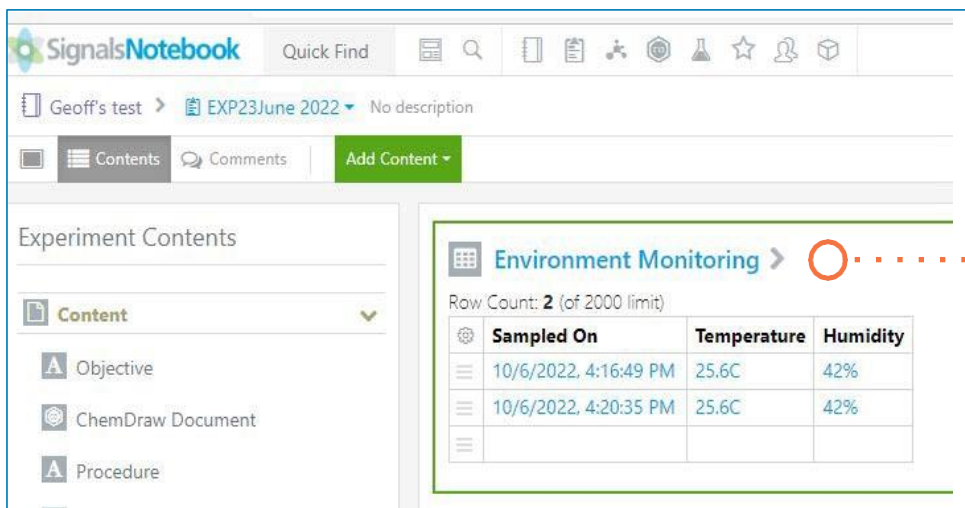 SignalsNotebook Quick Find
Geoff's test > EXP23June 2022 No description
Contents Comments Add Content
Experiment Contents
Content
A Objective
ChemDraw Document
A Procedure
Environment Monitoring >
Row Count: 2 (of 2000 limit)
Sampled On Temperature Humidity
10/6/2022, 4:16:49 PM 25.6C 42%
10/6/2022, 4:20:35 PM 25.6C 42%